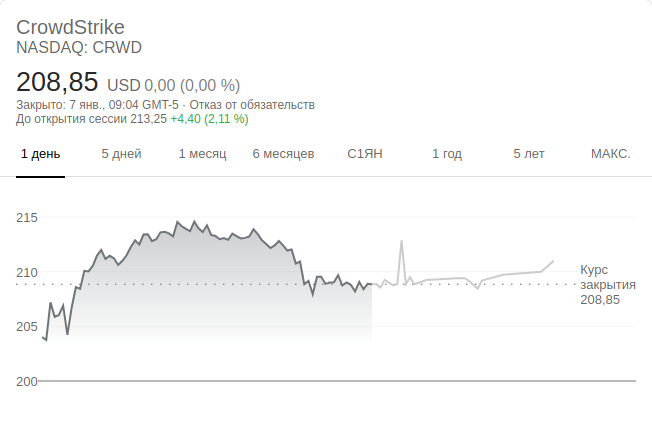 CrowdStrike
NASDAQ: CRWD
208,85 USD 0,00 (0,00 %)
Закрыто: 7 янв., 09:04 GMT-5 · Отказ от обязательств
До открытия сессии 213,25 +4,40 (2,11 %)
1 день 5 дней 1 месяц 6 месяцев С1ЯН 1 год 5 лет МАКС.
215
210
205
200
Курс
закрытия
208,85